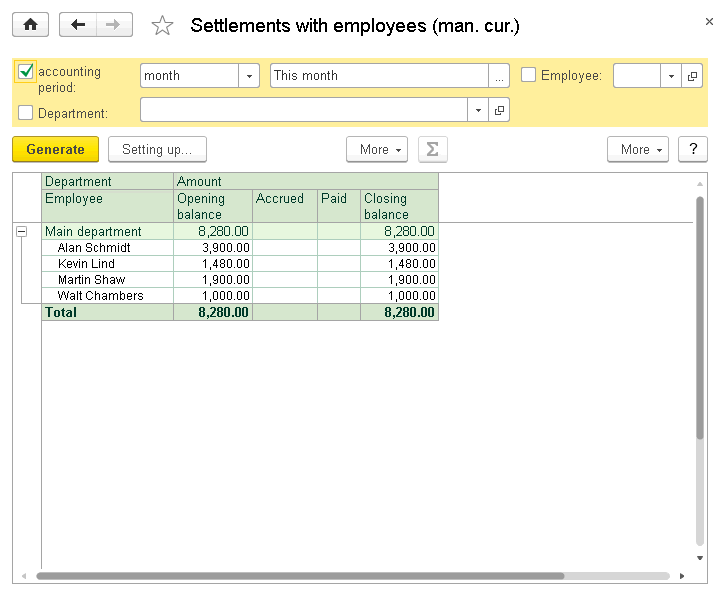 Settlements with employees (man. cur.)
accounting period:
month
This month
...
Employee:
Department:
Generate
Setting up...
More
Σ
More
?
Department Amount
Employee Opening balance Accrued Paid Closing balance
Main department 8,280.00 8,280.00
Alan Schmidt 3,900.00 3,900.00
Kevin Lind 1,480.00 1,480.00
Martin Shaw 1,900.00 1,900.00
Walt Chambers 1,000.00 1,000.00
Total 8,280.00 8,280.00